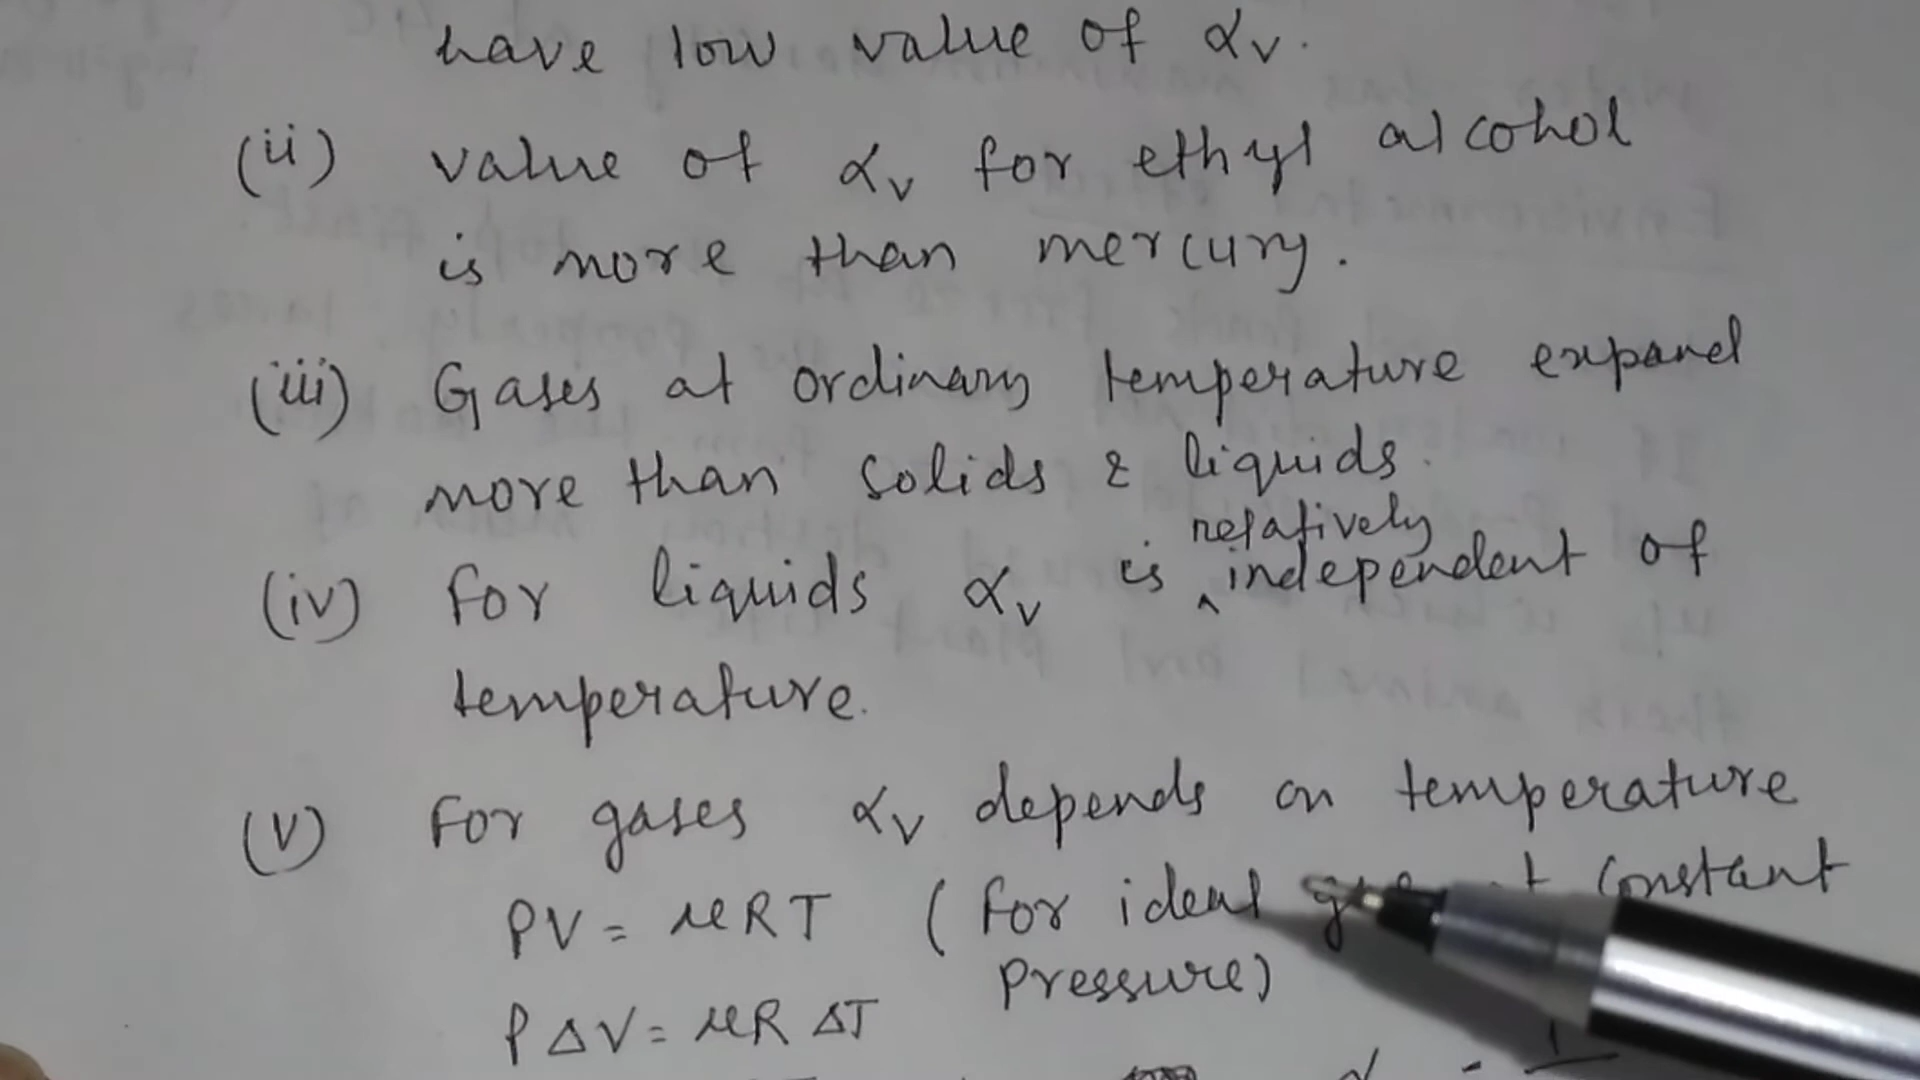 have low value of αv.
(ii) value of αv for ethyl alcohol
is more than mercury.
(iii) Gases at ordinary temperature expand
more than solids & liquids.
relatively
(iv) For liquids αv is ^ independent of
temperature.
(v) For gases αv depends on temperature
PV = μRT (for ideal constant
pressure)
PΔV = μRΔT